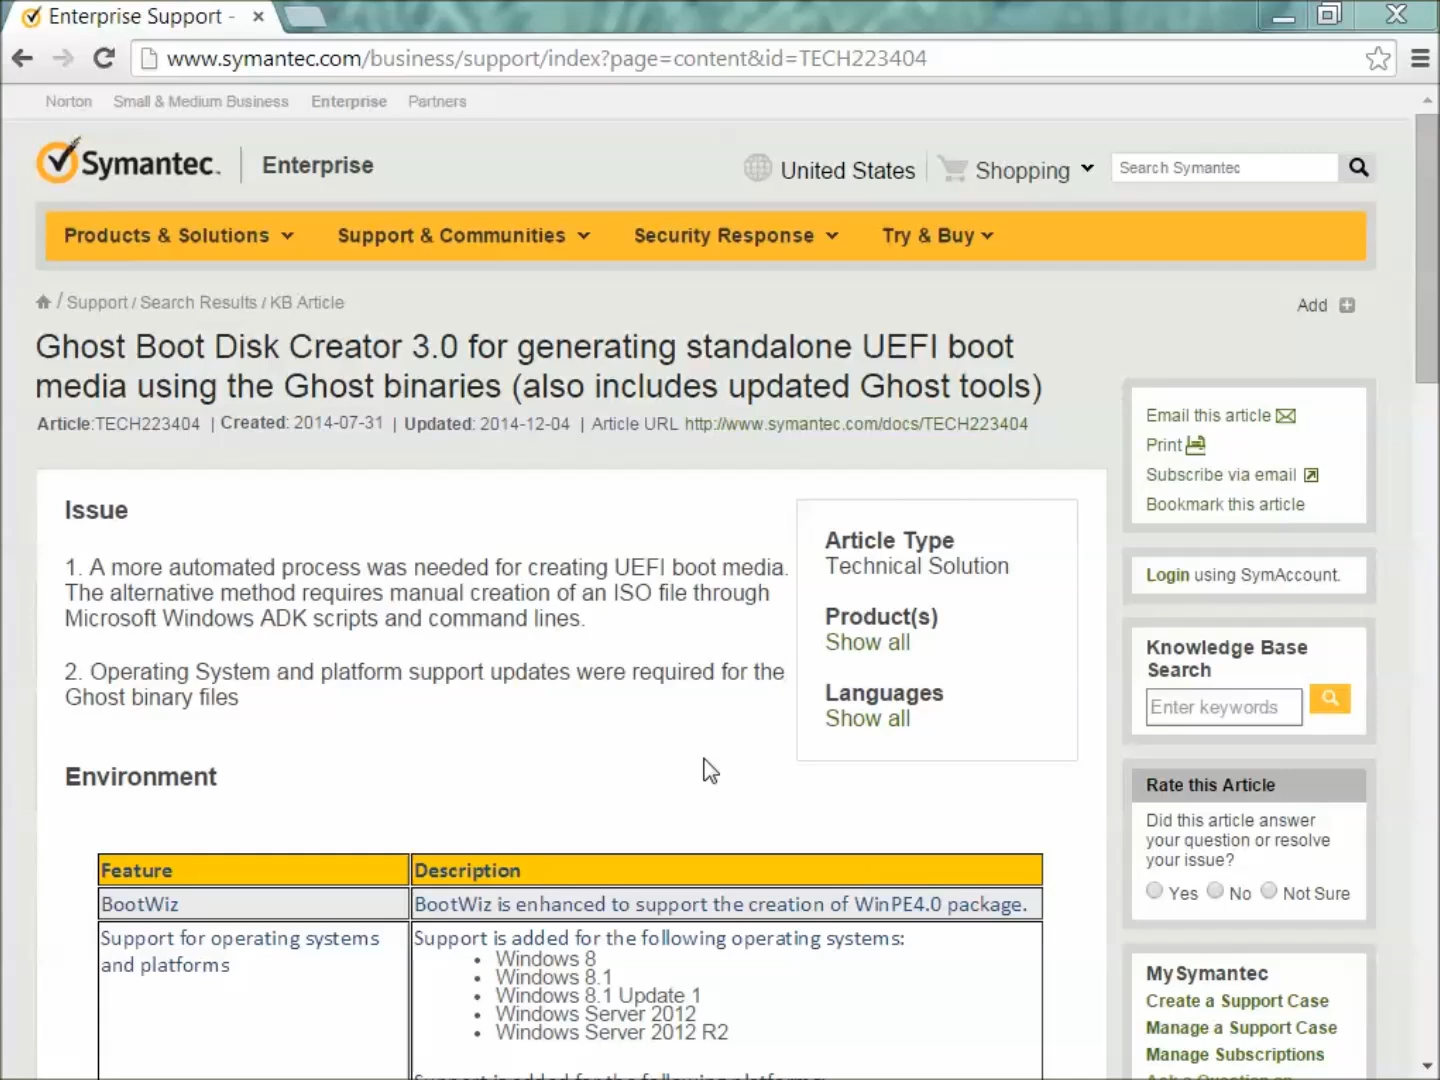 Enterprise Support -
www.symantec.com/business/support/index?page=content&id=TECH223404
Norton Small & Medium Business Enterprise Partners
Symantec. Enterprise
United States Shopping Search Symantec
Products & Solutions Support & Communities Security Response Try & Buy
/ Support / Search Results / KB Article
Add
Ghost Boot Disk Creator 3.0 for generating standalone UEFI boot
media using the Ghost binaries (also includes updated Ghost tools)
Article:TECH223404 | Created: 2014-07-31 | Updated: 2014-12-04 | Article URL http://www.symantec.com/docs/TECH223404
Issue
1. A more automated process was needed for creating UEFI boot media.
The alternative method requires manual creation of an ISO file through
Microsoft Windows ADK scripts and command lines.
2. Operating System and platform support updates were required for the
Ghost binary files
Article Type
Technical Solution
Product(s)
Show all
Languages
Show all
Environment
Feature Description
BootWiz BootWiz is enhanced to support the creation of WinPE4.0 package.
Support for operating systems
and platforms
Support is added for the following operating systems:
• Windows 8
• Windows 8.1
• Windows 8.1 Update 1
• Windows Server 2012
• Windows Server 2012 R2
Support is added for the following platforms:
Email this article
Print
Subscribe via email
Bookmark this article
Login using SymAccount.
Knowledge Base
Search
Enter keywords
Rate this Article
Did this article answer
your question or resolve
your issue?
Yes No Not Sure
MySymantec
Create a Support Case
Manage a Support Case
Manage Subscriptions